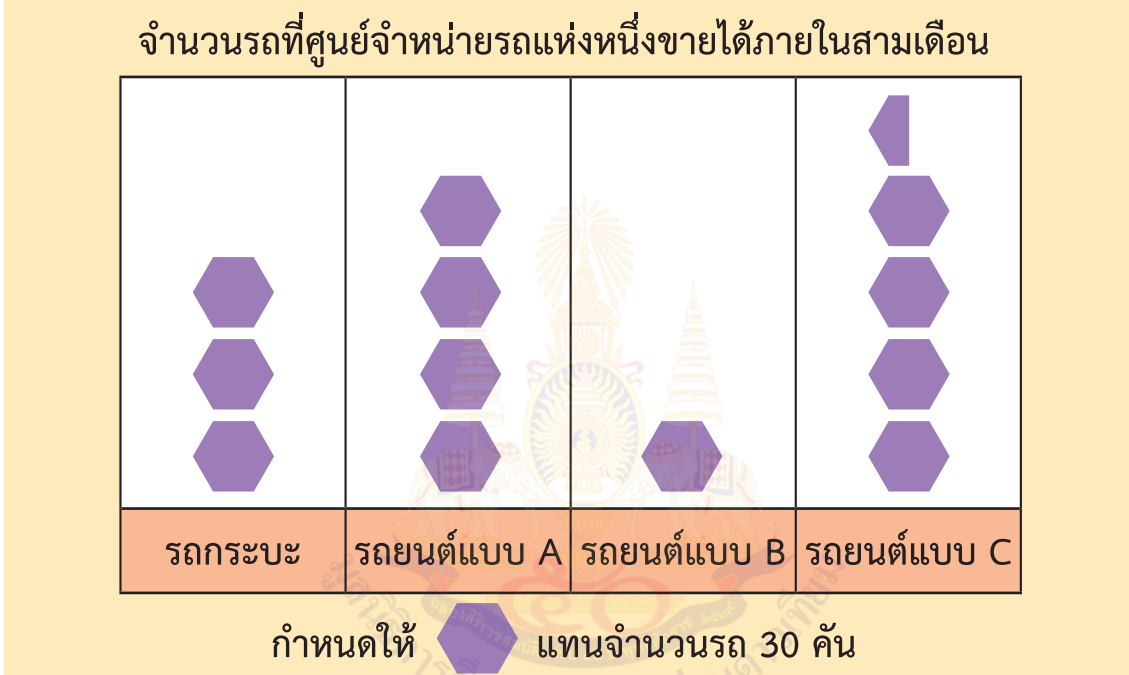 จำนวนรถที่ศูนย์จำหน่ายรถแห่งหนึ่งขายได้ภายในสามเดือน
รถกระบะ รถยนต์แบบ A รถยนต์แบบ B รถยนต์แบบ C
กำหนดให้ แทนจำนวนรถ 30 คัน